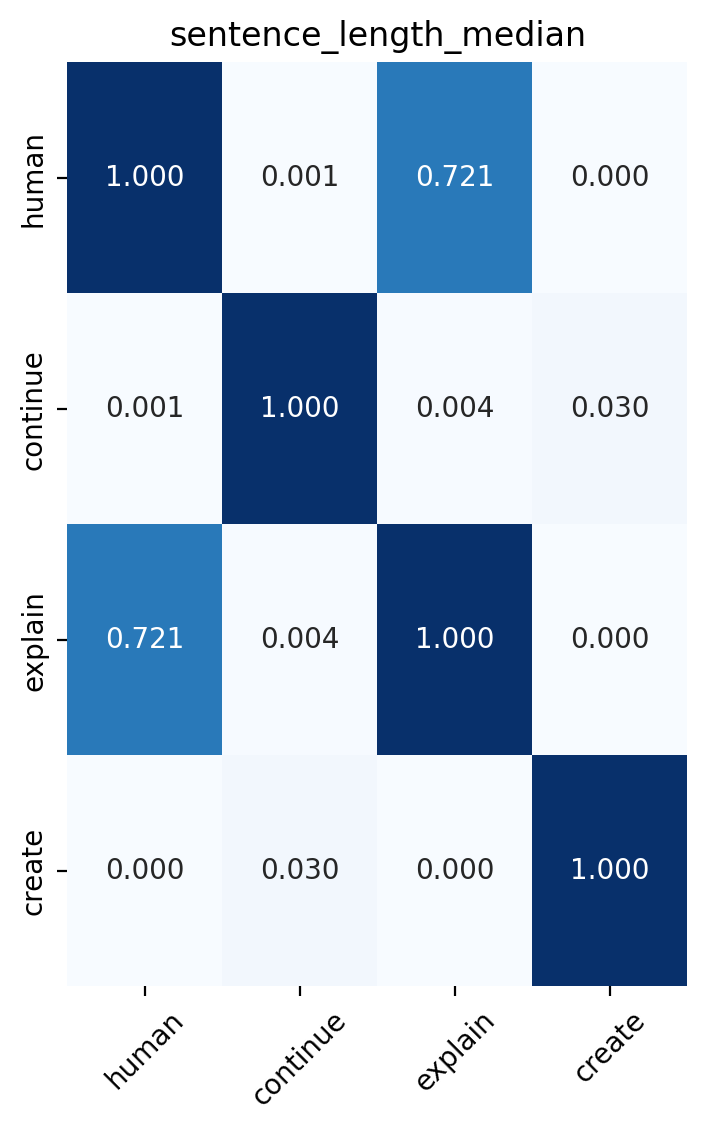 sentence_length_median
human
1.000 0.001 0.721 0.000
continue
0.001 1.000 0.004 0.030
explain
0.721 0.004 1.000 0.000
create
0.000 0.030 0.000 1.000
human continue explain create